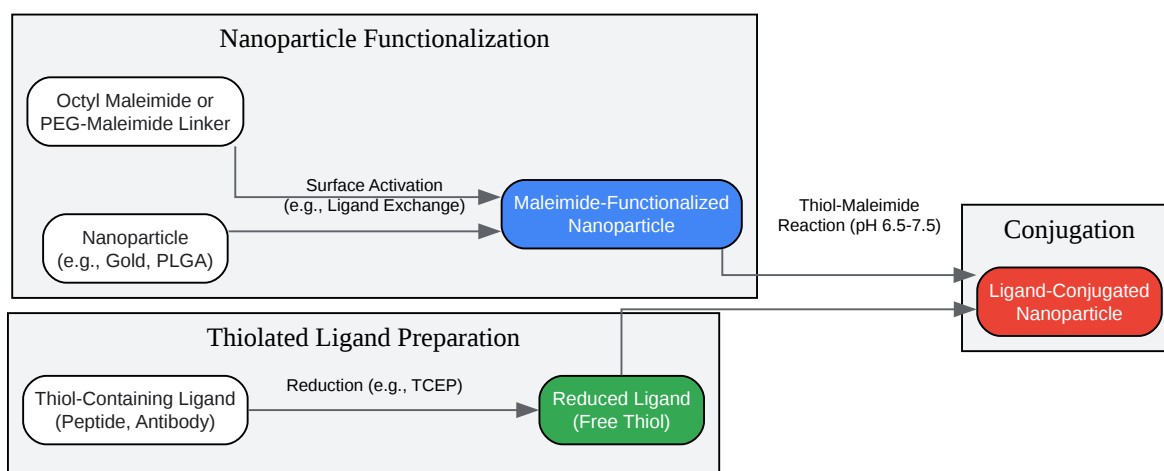 Nanoparticle Functionalization
Octyl Maleimide or
PEG-Maleimide Linker
Surface Activation
(e.g., Ligand Exchange)
Maleimide-Functionalized
Nanoparticle
Nanoparticle
(e.g., Gold, PLGA)
Thiol-Maleimide
Reaction (pH 6.5-7.5)
Conjugation
Ligand-Conjugated
Nanoparticle
Thiolated Ligand Preparation
Thiol-Containing Ligand
(Peptide, Antibody)
Reduction (e.g., TCEP)
Reduced Ligand
(Free Thiol)